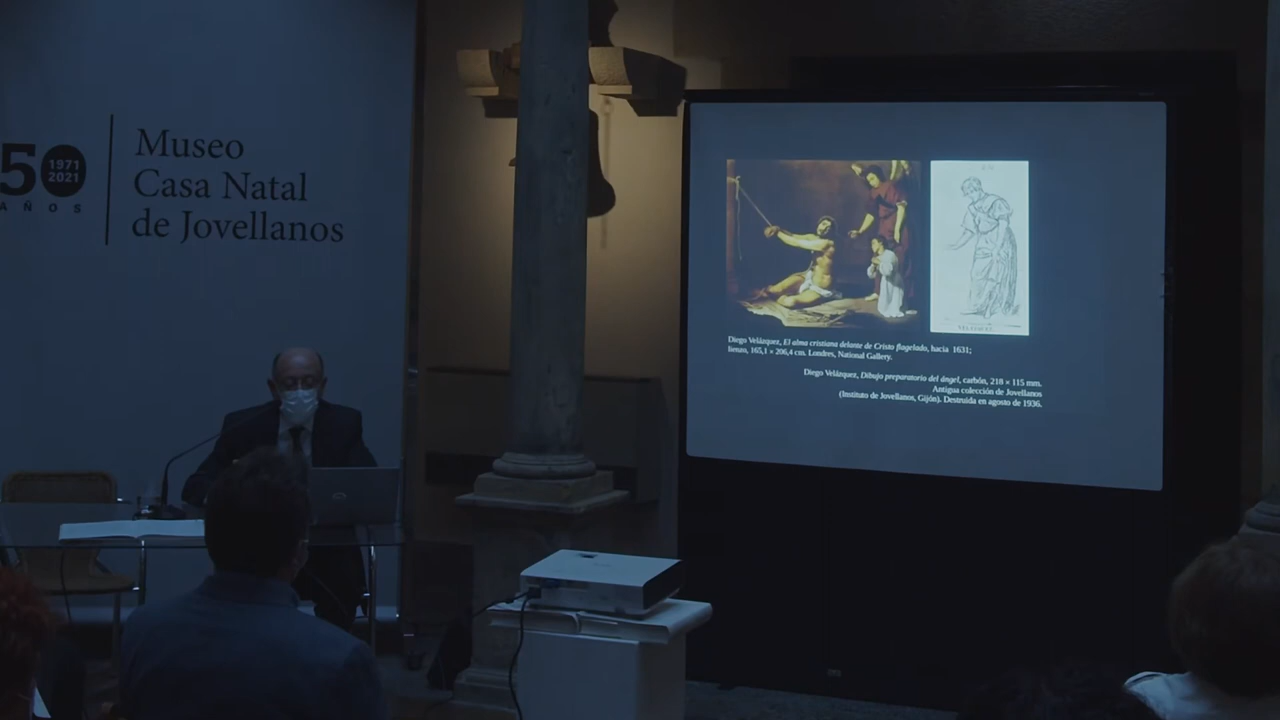 50
1971
2021
AÑOS
Museo
Casa Natal
de Jovellanos
Diego Velázquez, El alma cristiana delante de Cristo flagelado, hacia 1631;
lienzo, 165,1 × 206,4 cm. Londres, National Gallery.
Diego Velázquez, Dibujo preparatorio del ángel, carbón, 218 × 115 mm.
Antigua colección de Jovellanos
(Instituto de Jovellanos, Gijón). Destruida en agosto de 1936.